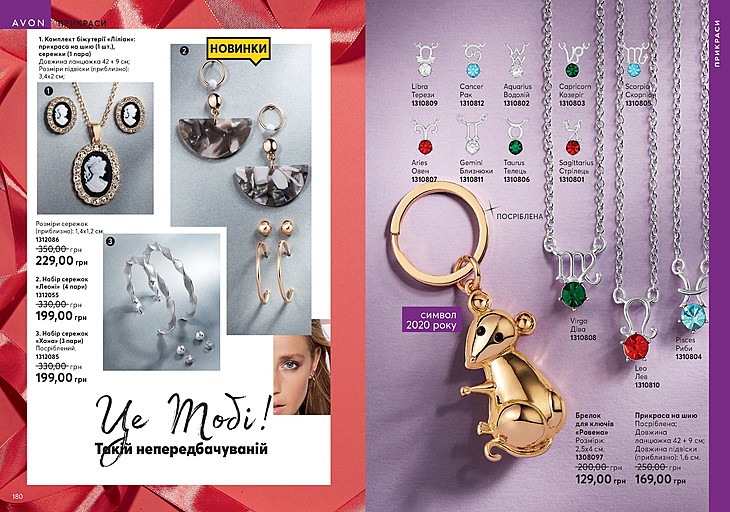 AVON
ПРИКРАСИ
1. Комплект біжутерії «Ліліан»:
прикраса на шию (1 шт.),
сережки (1 пара)
Довжина ланцюжка 42 + 9 см;
Розміри підвіски (приблизно):
3,4х2 см;
1
Розміри сережок
(приблизно): 1,4х1,2 см.
1312086
350,00 грн
229,00 грн
2. Набір сережок
«Леоні» (4 пари)
1312055
330,00 грн
199,00 грн
3. Набір сережок
«Хана» (3 пари)
Посріблений.
1312085
330,00 грн
199,00 грн
2
НОВИНКИ
3
Це Тобі!
Такій непередбачуваній
180
ПРИКРАСИ
Libra
Терези
1310809
Cancer
Рак
1310812
Aquarius
Водолій
1310802
Capricorn
Козеріг
1310803
Scorpio
Скорпіон
1310805
Aries
Овен
1310807
Gemini
Близнюки
1310811
Taurus
Телець
1310806
Sagittarius
Стрілець
1310801
ПОСРІБЛЕНА
символ
2020 року
Virgo
Діва
1310808
Leo
Лев
1310810
Pisces
Риби
1310804
Брелок
для ключів
«Ровена»
Розміри:
2,5х4 см.
1308097
200,00 грн
129,00 грн
Прикраса на шию
Посріблена;
Довжина
ланцюжка 42 + 9 см;
Довжина підвіски
(приблизно): 1,6 см.
250,00 грн
169,00 грн